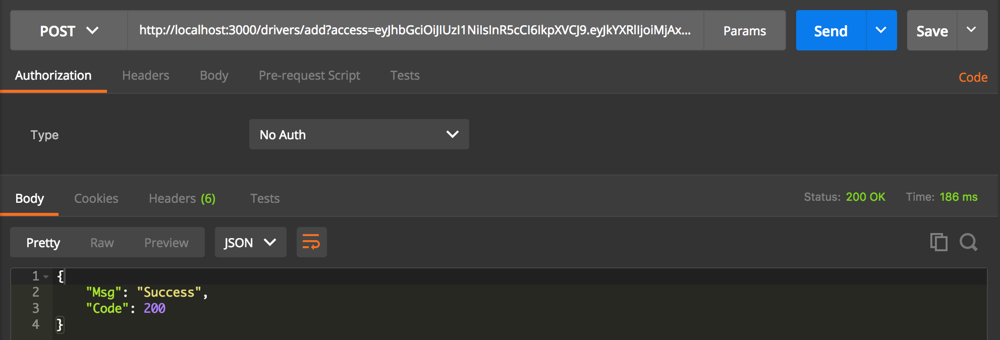 POST http://localhost:3000/drivers/add?access=eyJhbGciOiJIUzI1NiIsInR5cCI6IkpXVCJ9.eyJkYXRlIjoiMjAx... Params Send Save
Authorization Headers Body Pre-request Script Tests Code
Type No Auth
Body Cookies Headers (6) Tests Status: 200 OK Time: 186 ms
Pretty Raw Preview JSON
1 {
2 "Msg": "Success",
3 "Code": 200
4 }